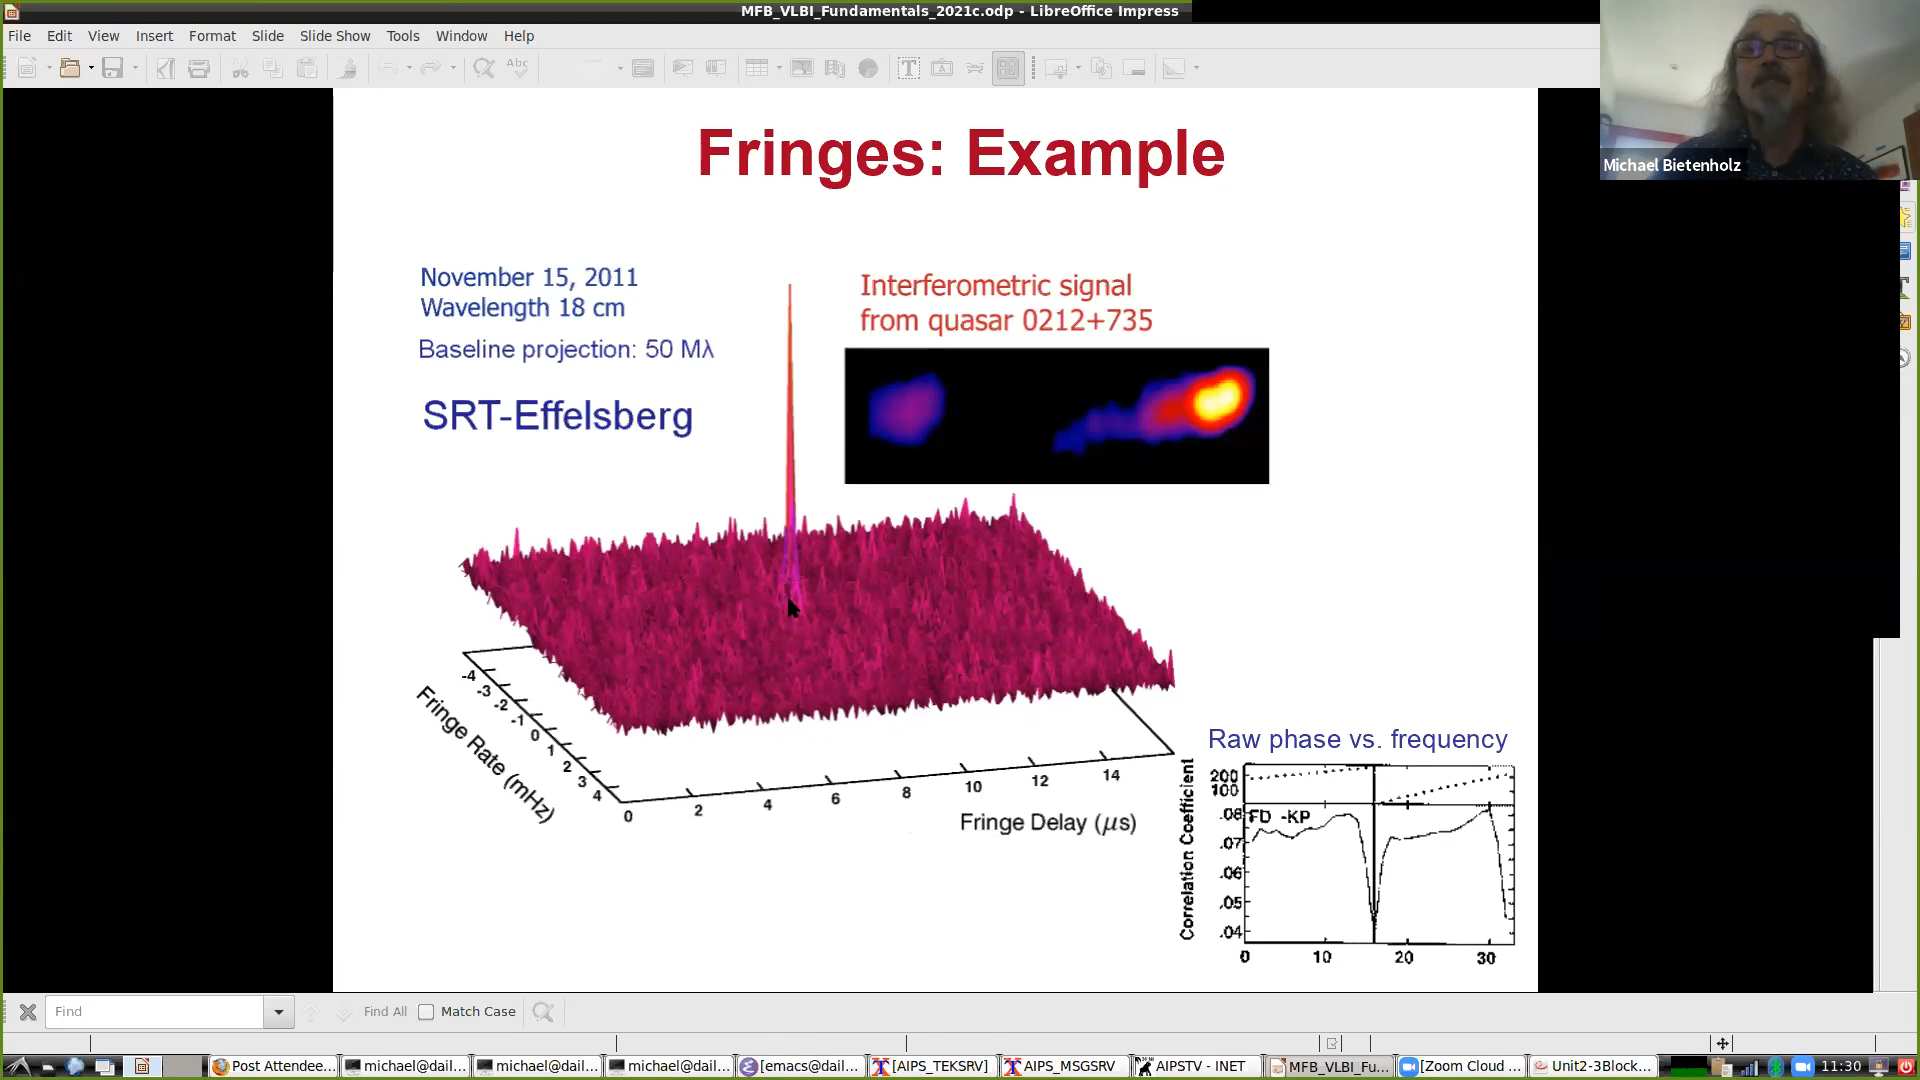 MFB_VLBI_Fundamentals_2021c.odp - LibreOffice Impress
File Edit View Insert Format Slide Slide Show Tools Window Help
Michael Bietenholz
Fringes: Example
November 15, 2011
Wavelength 18 cm
Baseline projection: 50 Mλ
SRT-Effelsberg
Interferometric signal
from quasar 0212+735
-4
-3
-2
-1
0
1
2
3
4
Fringe Rate (mHz)
0 2 4 6 8 10 12 14
Fringe Delay (µs)
Raw phase vs. frequency
200
100
FD -KP
.08
.07
.06
.05
.04
Correlation Coefficient
0 10 20 30
Find
Find All
Match Case
Post Attendee...
michael@dail...
michael@dail...
michael@dail...
[emacs@dail...
[AIPS_TEKSRV]
AIPS_MSGSRV
AIPSTV - INET
MFB_VLBI_Fu...
[Zoom Cloud ...
Unit2-3Block...
11:30